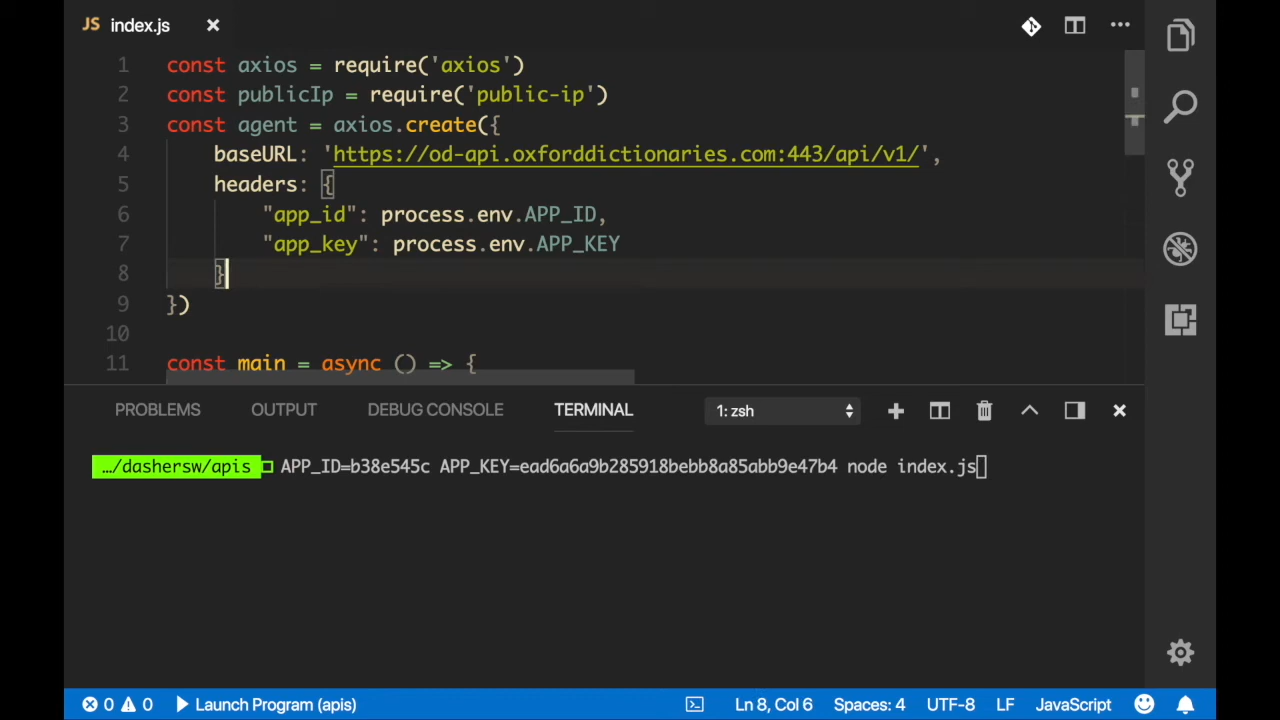 JS index.js
1 const axios = require('axios')
2 const publicIp = require('public-ip')
3 const agent = axios.create({
4 baseURL: 'https://od-api.oxforddictionaries.com:443/api/v1/',
5 headers: {
6 "app_id": process.env.APP_ID,
7 "app_key": process.env.APP_KEY
8 }
9 })
10
11 const main = async () => {
PROBLEMS OUTPUT DEBUG CONSOLE TERMINAL 1: zsh
…/dashersw/apis APP_ID=b38e545c APP_KEY=ead6a6a9b285918bebb8a85abb9e47b4 node index.js
0 0 Launch Program (apis) Ln 8, Col 6 Spaces: 4 UTF-8 LF JavaScript